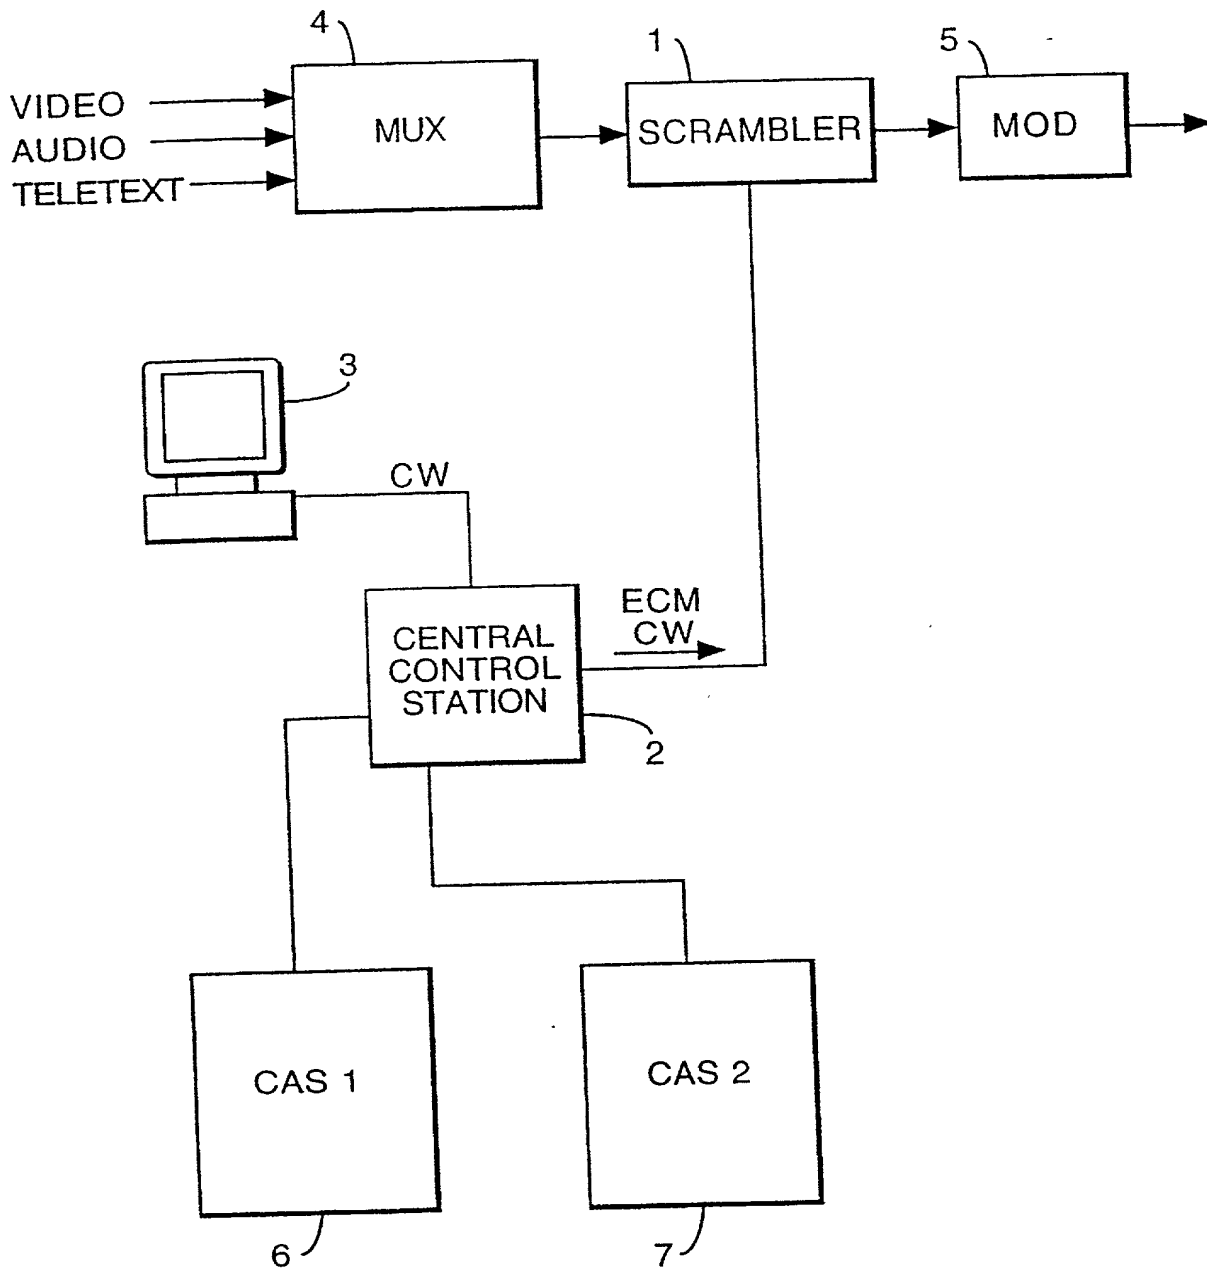 4
1
5
VIDEO
AUDIO
TELETEXT
MUX
SCRAMBLER
MOD
3
CW
ECM
CW
CENTRAL
CONTROL
STATION
2
CAS 1
CAS 2
6
7